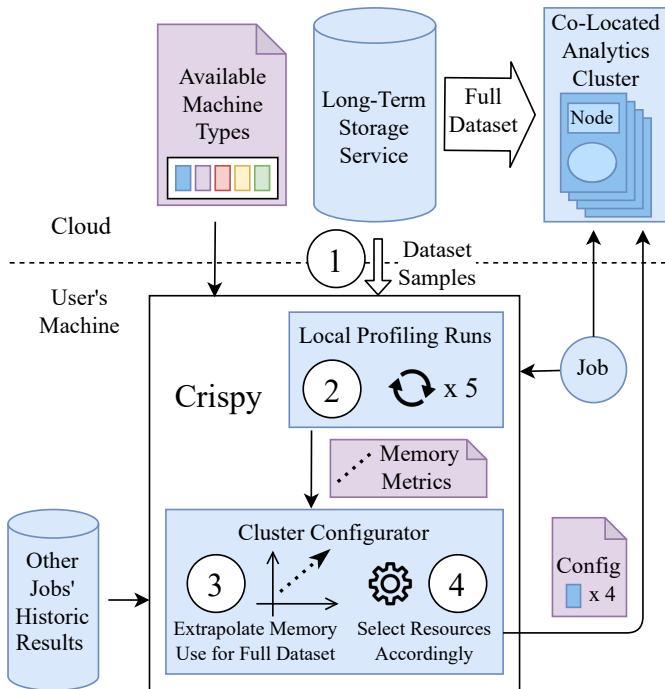 Available
Machine
Types
Long-Term
Storage
Service
Full
Dataset
Co-Located
Analytics
Cluster
Node
Cloud
1
Dataset
Samples
User's
Machine
Local Profiling Runs
2
x 5
Crispy
Job
Memory
Metrics
Cluster Configurator
3
4
Extrapolate Memory
Use for Full Dataset
Select Resources
Accordingly
Other
Jobs'
Historic
Results
Config
x 4